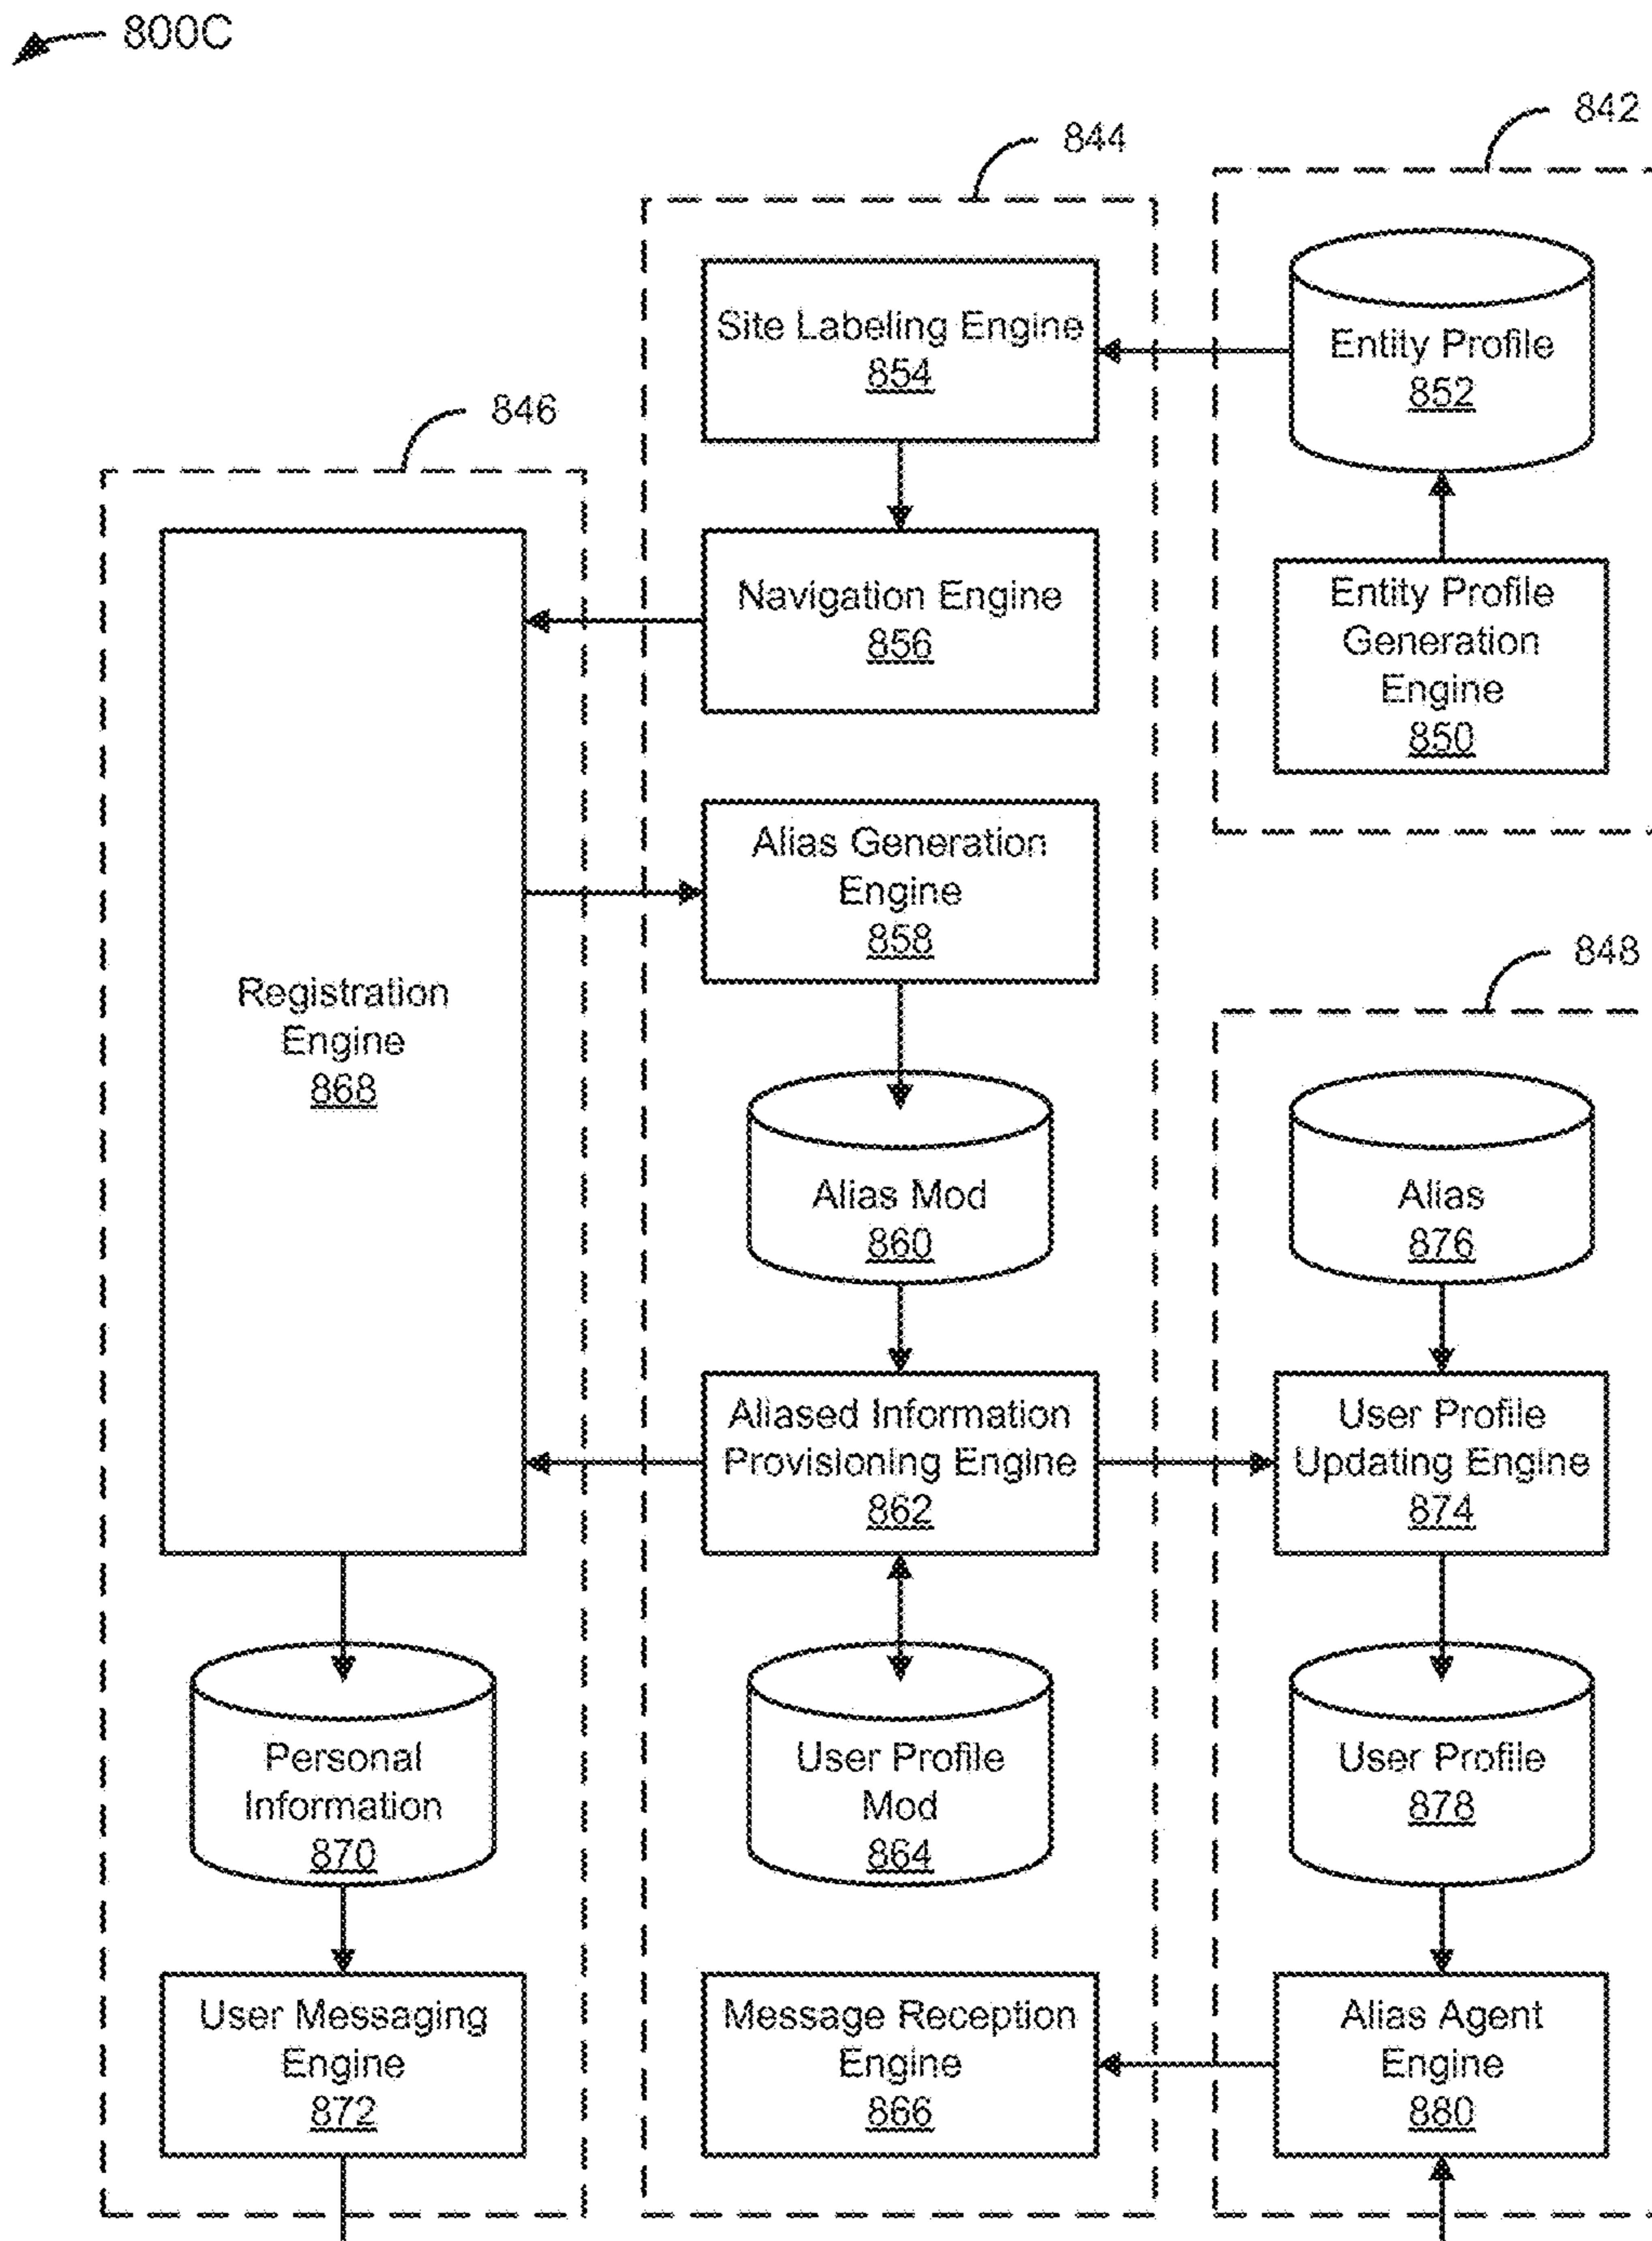 800C
842
844
Site Labeling Engine
854
Entity Profile
852
846
Navigation Engine
856
Entity Profile
Generation
Engine
850
Alias Generation
Engine
858
848
Registration
Engine
868
Alias Mod
860
Alias
876
Aliased Information
Provisioning Engine
862
User Profile
Updating Engine
874
Personal
Information
870
User Profile
Mod
864
User Profile
878
User Messaging
Engine
872
Message Reception
Engine
866
Alias Agent
Engine
880